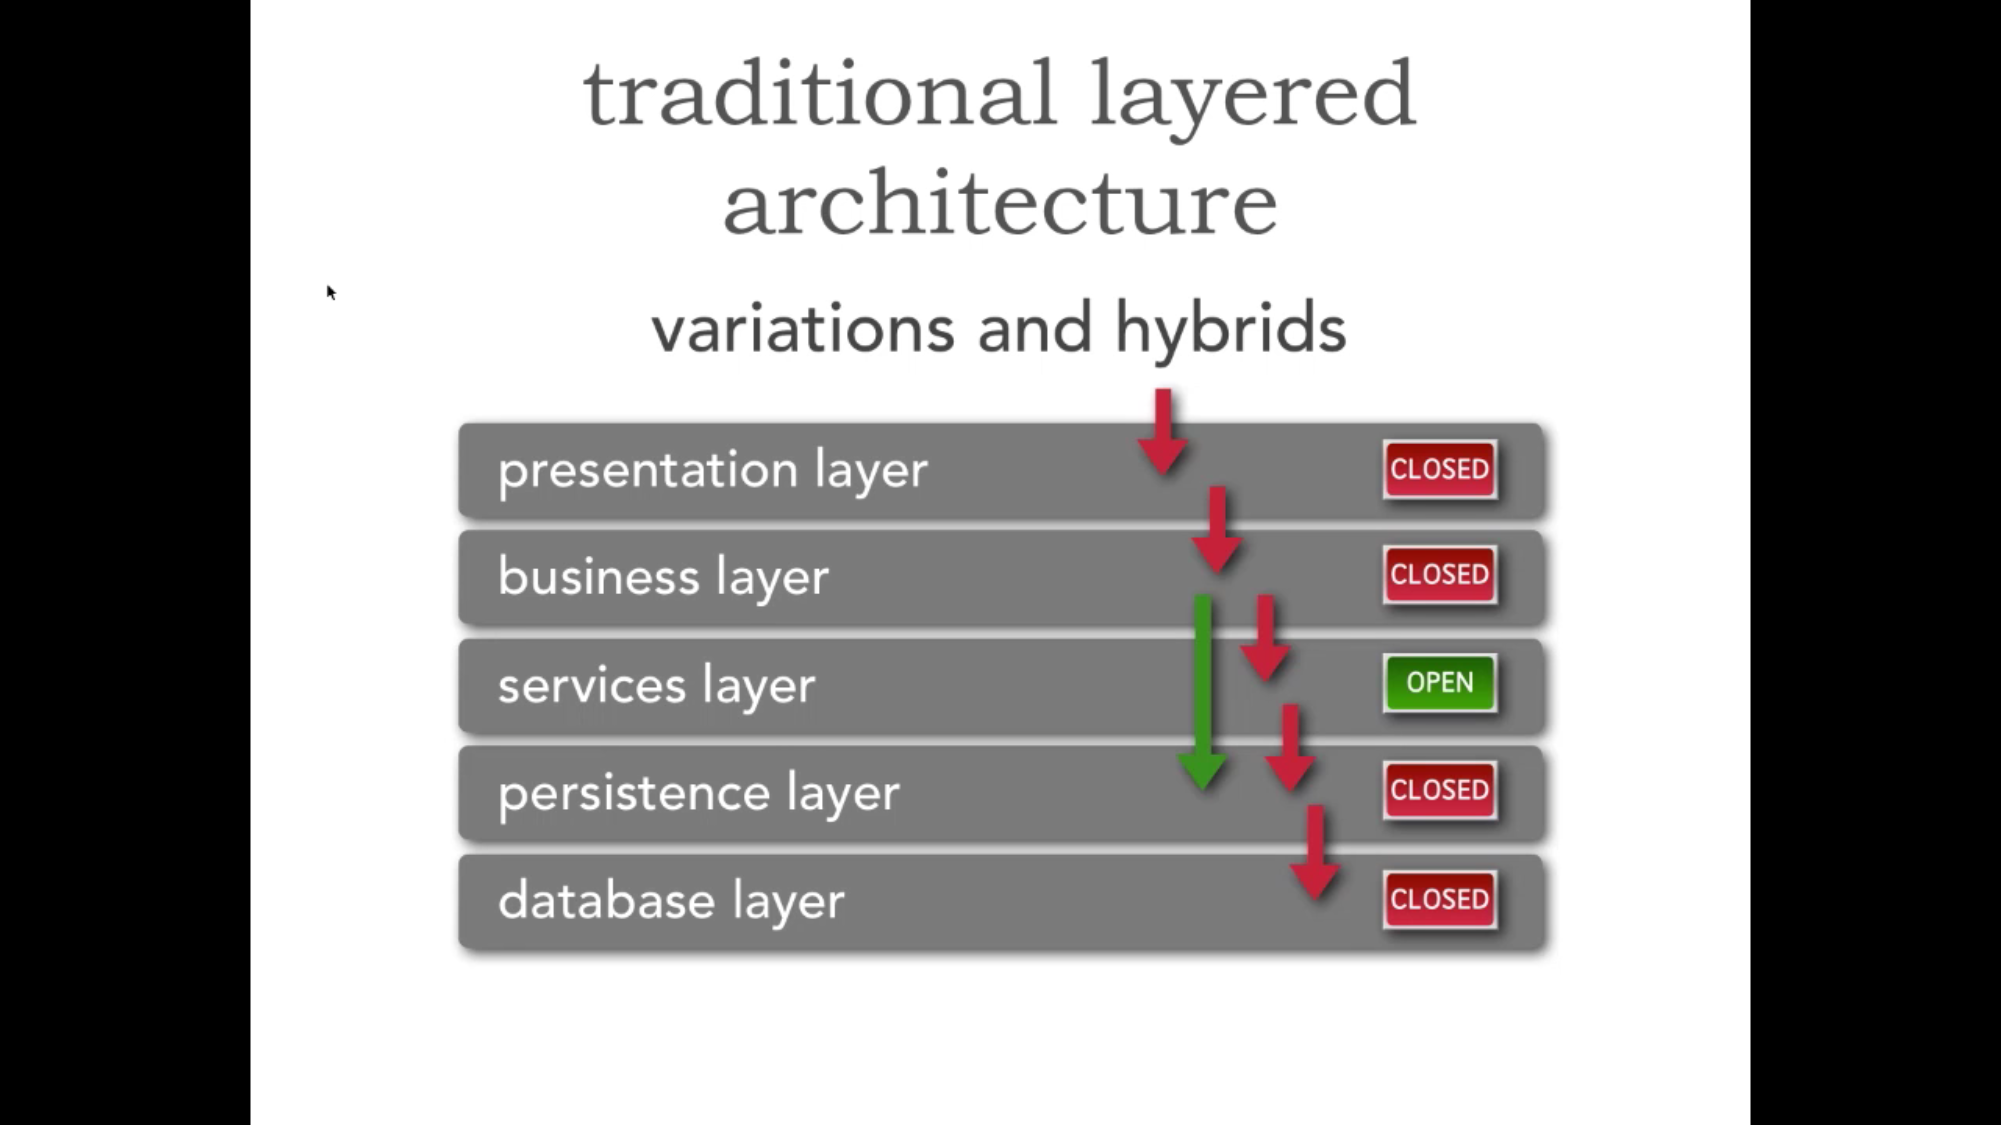 traditional layered
architecture
variations and hybrids
presentation layer CLOSED
business layer CLOSED
services layer OPEN
persistence layer CLOSED
database layer CLOSED